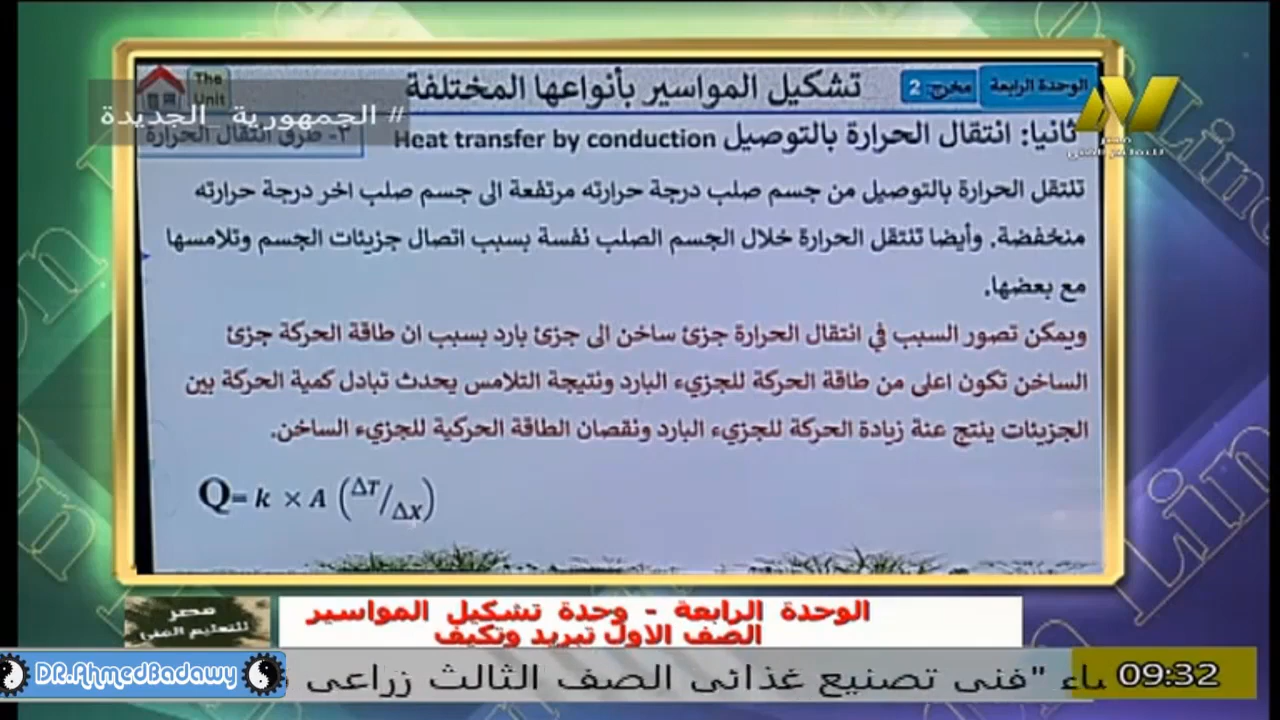 الوحدة الرابعة
مخرج: 2
تشكيل المواسير بأنواعها المختلفة
The
Unit
# الجمهورية الجديدة
ثانيا: انتقال الحرارة بالتوصيل Heat transfer by conduction
٣- طرق انتقال الحرارة
مصر
للتعليم الفني
تنتقل الحرارة بالتوصيل من جسم صلب درجة حرارته مرتفعة الى جسم صلب اخر درجة حرارته
منخفضة. وأيضا تنتقل الحرارة خلال الجسم الصلب نفسة بسبب اتصال جزيئات الجسم وتلامسها
مع بعضها.
ويمكن تصور السبب في انتقال الحرارة جزئ ساخن الى جزئ بارد بسبب ان طاقة الحركة جزئ
الساخن تكون اعلى من طاقة الحركة للجزيء البارد ونتيجة التلامس يحدث تبادل كمية الحركة بين
الجزيئات ينتج عنة زيادة الحركة للجزيء البارد ونقصان الطاقة الحركية للجزيء الساخن.
Q= k × A (ΔT/Δx)
الوحدة الرابعة - وحدة تشكيل المواسير
الصف الاول تبريد وتكيف
مصر
للتعليم الفني
DR.AhmedBadawy
"فنى تصنيع غذائى الصف الثالث زراعى
09:32